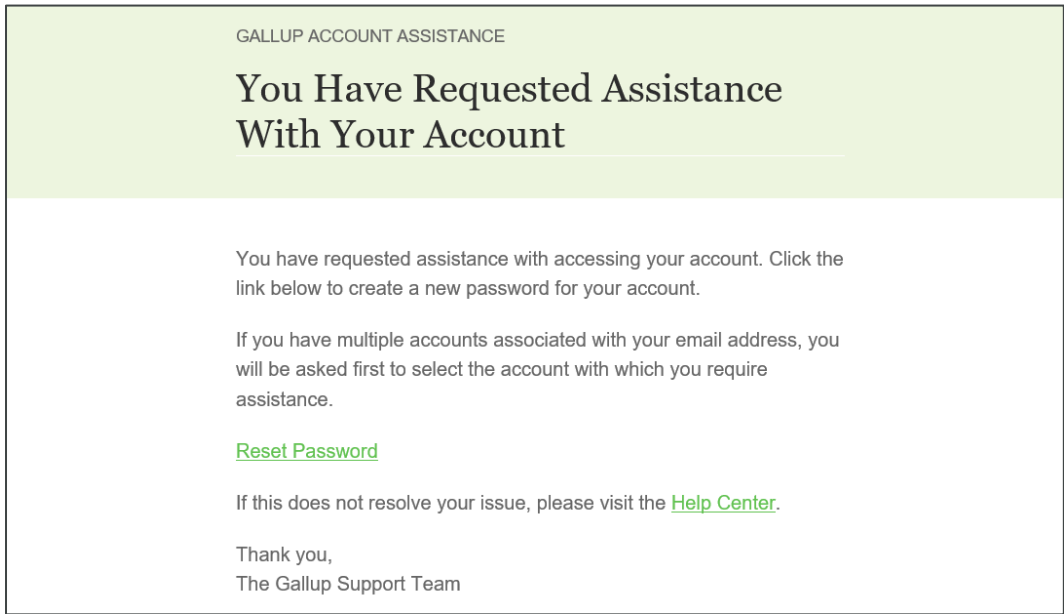 GALLUP ACCOUNT ASSISTANCE
You Have Requested Assistance
With Your Account
You have requested assistance with accessing your account. Click the
link below to create a new password for your account.
If you have multiple accounts associated with your email address, you
will be asked first to select the account with which you require
assistance.
Reset Password
If this does not resolve your issue, please visit the Help Center.
Thank you,
The Gallup Support Team